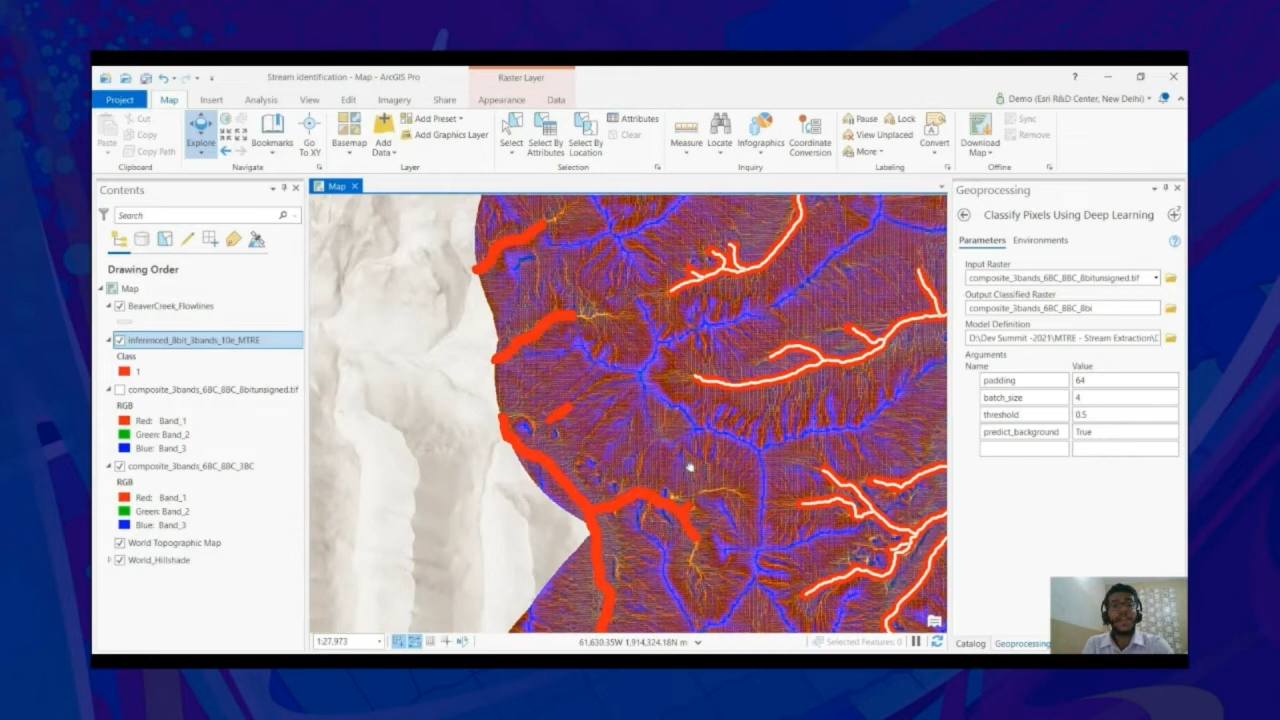 Stream identification - Map - ArcGIS Pro
Raster Layer
?
Project
Map
Insert
Analysis
View
Edit
Imagery
Share
Appearance
Data
Demo (Esri R&D Center, New Delhi)
Paste
Cut
Copy
Copy Path
Clipboard
Explore
Bookmarks
Go To XY
Navigate
Basemap
Add Data
Add Preset
Add Graphics Layer
Layer
Select
Select By Attributes
Select By Location
Attributes
Clear
Selection
Measure
Locate
Infographics
Coordinate Conversion
Inquiry
Pause
Lock
View Unplaced
More
Convert
Labeling
Download Map
Sync
Remove
Offline
Contents
Search
Drawing Order
Map
BeaverCreek_Flowlines
inferenced_8bit_3bands_10e_MTRE
Class
1
composite_3bands_6BC_8BC_8bitunsigned.tif
RGB
Red: Band_1
Green: Band_2
Blue: Band_3
composite_3bands_6BC_8BC_3BC
RGB
Red: Band_1
Green: Band_2
Blue: Band_3
World Topographic Map
World_Hillshade
Map
1:27,973
61,630.35W 1,914,324.18N m
Selected Features: 0
Geoprocessing
Classify Pixels Using Deep Learning
Parameters Environments
Input Raster
composite_3bands_6BC_8BC_8bitunsigned.tif
Output Classified Raster
composite_3bands_6BC_8BC_8bi
Model Definition
D:\Dev Summit -2021\MTRE - Stream Extraction\
Arguments
Name Value
padding 64
batch_size 4
threshold 0.5
predict_background True
Catalog Geoprocessing